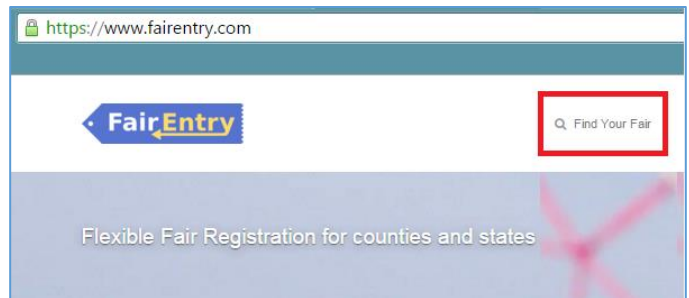 https://www.fairentry.com
FairEntry
Find Your Fair
Flexible Fair Registration for counties and states